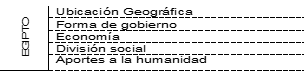 EGIPTO
Ubicación Geográfica
Forma de gobierno
Economía
División social
Aportes a la humanidad